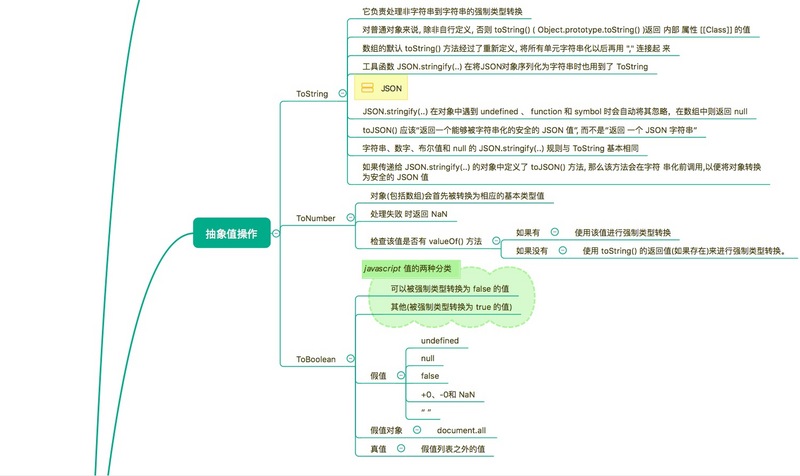 它负责处理非字符串到字符串的强制类型转换
对普通对象来说, 除非自行定义, 否则 toString() ( Object.prototype.toString() )返回 内部 属性 [[Class]] 的值
数组的默认 toString() 方法经过了重新定义, 将所有单元字符串化以后再用 "," 连接起 来
工具函数 JSON.stringify(..) 在将JSON对象序列化为字符串时也用到了 ToString
JSON
ToString
JSON.stringify(..) 在对象中遇到 undefined 、 function 和 symbol 时会自动将其忽略，在数组中则返回 null
toJSON() 应该“返回一个能够被字符串化的安全的 JSON 值”, 而不是“返回 一个 JSON 字符串”
字符串、数字、布尔值和 null 的 JSON.stringify(..) 规则与 ToString 基本相同
如果传递给 JSON.stringify(..) 的对象中定义了 toJSON() 方法, 那么该方法会在字符 串化前调用,以便将对象转换
为安全的 JSON 值
抽象值操作
ToNumber
对象(包括数组)会首先被转换为相应的基本类型值
处理失败 时返回 NaN
检查该值是否有 valueOf() 方法
如果有
使用该值进行强制类型转换
如果没有
使用 toString() 的返回值(如果存在)来进行强制类型转换。
javascript 值的两种分类
可以被强制类型转换为 false 的值
其他(被强制类型转换为 true 的值)
ToBoolean
假值
undefined
null
false
+0、-0和 NaN
“ ”
假值对象
document.all
真值
假值列表之外的值